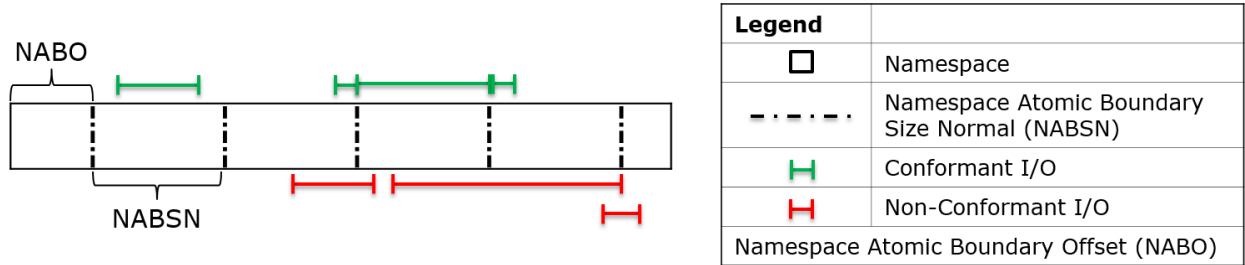 NABO
NABSN
Legend
Namespace
Namespace Atomic Boundary
Size Normal (NABSN)
Conformant I/O
Non-Conformant I/O
Namespace Atomic Boundary Offset (NABO)